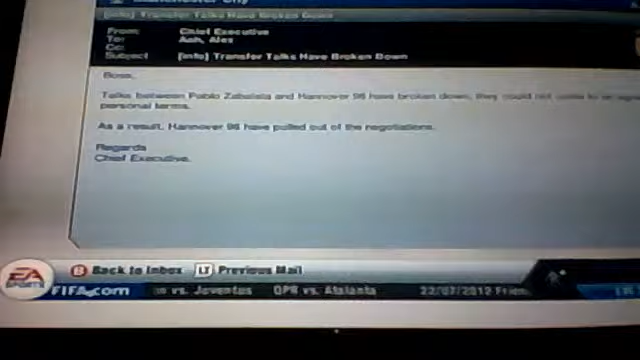 Manchester City
[Info] Transfer Talks Have Broken Down
From: Chief Executive
To: Ash, Alex
Cc:
Subject [Info] Transfer Talks Have Broken Down
Boss,
Talks between Pablo Zabaleta and Hannover 96 have broken down, they could not come to an
personal terms.
As a result, Hannover 96 have pulled out of the negotiations.
Regards
Chief Executive.
B Back to Inbox LT Previous Mail
EA SPORTS
FIFA.com vs. Juventus QPR vs. Atalanta 22/07/2012